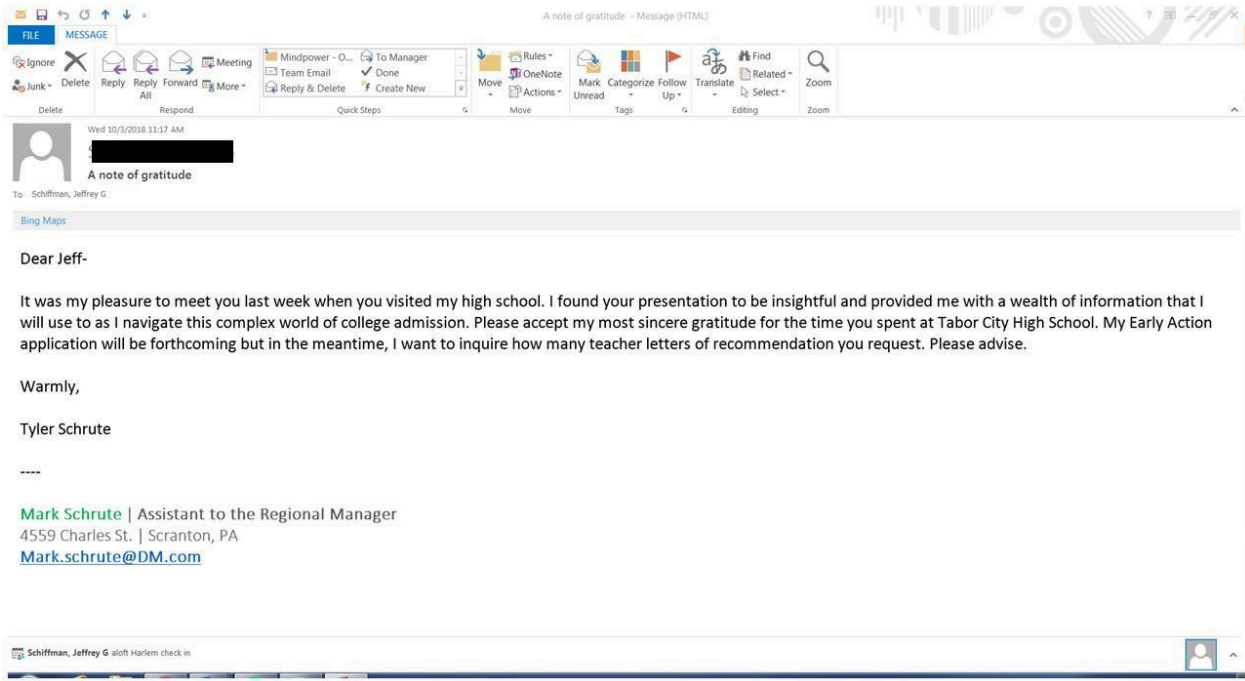 A note of gratitude - Message (HTML)
FILE MESSAGE
Ignore
Junk
Delete
Reply
Reply All
Forward
Meeting
More
Mindpower - O...
To Manager
Team Email
Done
Reply & Delete
Create New
Move
Rules
OneNote
Actions
Mark Unread
Categorize
Follow Up
Translate
Find
Related
Select
Zoom
Delete Respond Quick Steps Move Tags Editing Zoom
Wed 10/3/2018 11:17 AM
A note of gratitude
To Schiffman, Jeffrey G
Bing Maps
Dear Jeff-
It was my pleasure to meet you last week when you visited my high school. I found your presentation to be insightful and provided me with a wealth of information that I
will use to as I navigate this complex world of college admission. Please accept my most sincere gratitude for the time you spent at Tabor City High School. My Early Action
application will be forthcoming but in the meantime, I want to inquire how many teacher letters of recommendation you request. Please advise.
Warmly,
Tyler Schrute
----
Mark Schrute | Assistant to the Regional Manager
4559 Charles St. | Scranton, PA
Mark.schrute@DM.com
Schiffman, Jeffrey G aloft Harlem check in